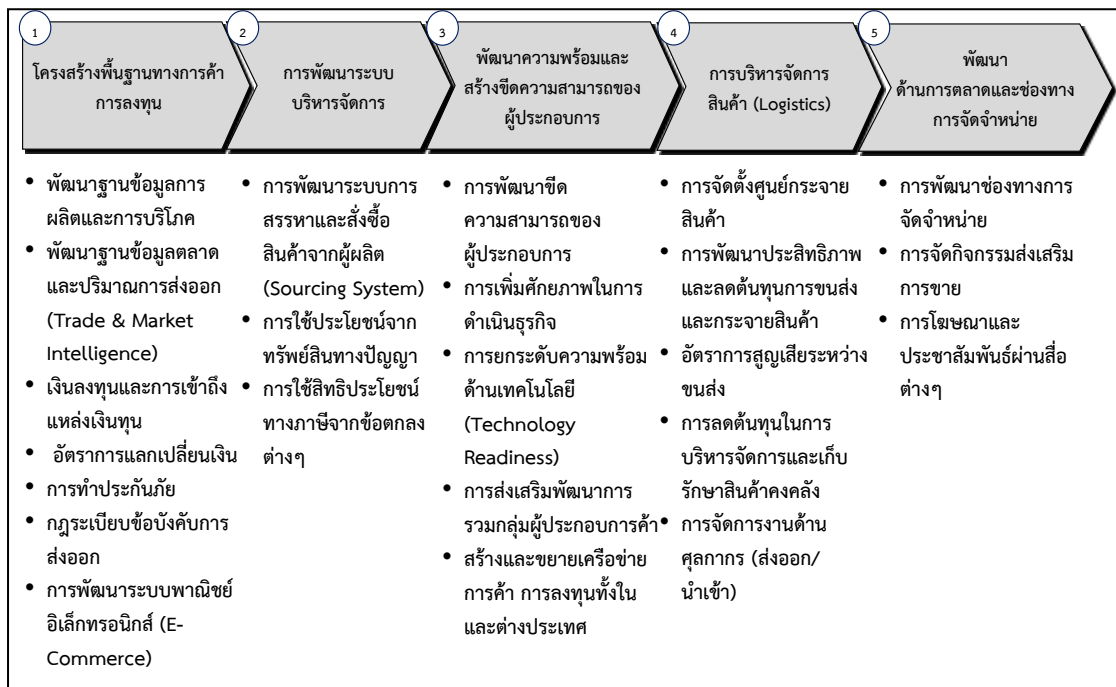 1
โครงสร้างพื้นฐานทางการค้า
การลงทุน
2
การพัฒนาระบบ
บริหารจัดการ
3
พัฒนาความพร้อมและ
สร้างขีดความสามารถของ
ผู้ประกอบการ
4
การบริหารจัดการ
สินค้า (Logistics)
5
พัฒนา
ด้านการตลาดและช่องทาง
การจัดจำหน่าย
• พัฒนาฐานข้อมูลการ
ผลิตและการบริโภค
• พัฒนาฐานข้อมูลตลาด
และปริมาณการส่งออก
(Trade & Market
Intelligence)
• เงินลงทุนและการเข้าถึง
แหล่งเงินทุน
• อัตราการแลกเปลี่ยนเงิน
• การทำประกันภัย
• กฎระเบียบข้อบังคับการ
ส่งออก
• การพัฒนาระบบพาณิชย์
อิเล็กทรอนิกส์ (E-
Commerce)
• การพัฒนาระบบการ
สรรหาและสั่งซื้อ
สินค้าจากผู้ผลิต
(Sourcing System)
• การใช้ประโยชน์จาก
ทรัพย์สินทางปัญญา
• การใช้สิทธิประโยชน์
ทางภาษีจากข้อตกลง
ต่างๆ
• การพัฒนาขีด
ความสามารถของ
ผู้ประกอบการ
• การเพิ่มศักยภาพในการ
ดำเนินธุรกิจ
• การยกระดับความพร้อม
ด้านเทคโนโลยี
(Technology
Readiness)
• การส่งเสริมพัฒนาการ
รวมกลุ่มผู้ประกอบการค้า
• สร้างและขยายเครือข่าย
การค้า การลงทุนทั้งใน
และต่างประเทศ
• การจัดตั้งศูนย์กระจาย
สินค้า
• การพัฒนาประสิทธิภาพ
และลดต้นทุนการขนส่ง
และกระจายสินค้า
• อัตราการสูญเสียระหว่าง
ขนส่ง
• การลดต้นทุนในการ
บริหารจัดการและเก็บ
รักษาสินค้าคงคลัง
• การจัดการงานด้าน
ศุลกากร (ส่งออก/
นำเข้า)
• การพัฒนาช่องทางการ
จัดจำหน่าย
• การจัดกิจกรรมส่งเสริม
การขาย
• การโฆษณาและ
ประชาสัมพันธ์ผ่านสื่อ
ต่างๆ